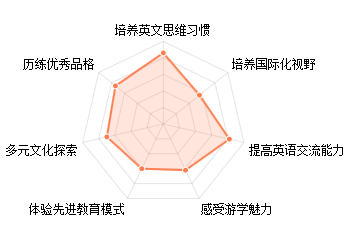 培养英文思维习惯
历练优秀品格
培养国际化视野
多元文化探索
提高英语交流能力
体验先进教育模式
感受游学魅力